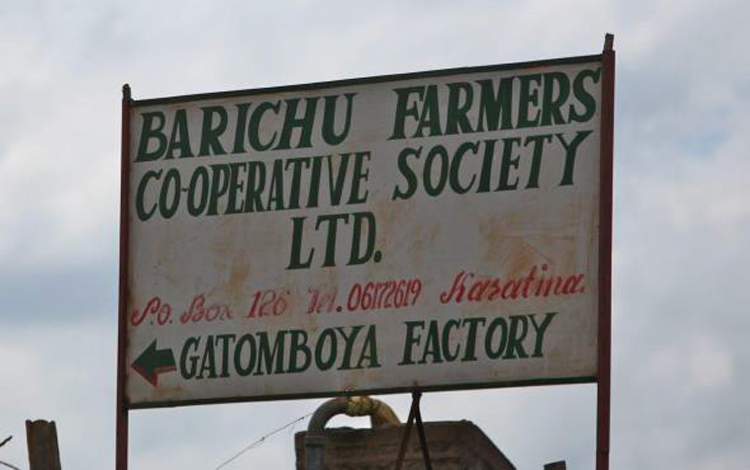 BARICHU FARMERS
CO-OPERATIVE SOCIETY
LTD.
P.O. Box 126 Tel. 06172619 Karatina.
GATOMBOYA FACTORY